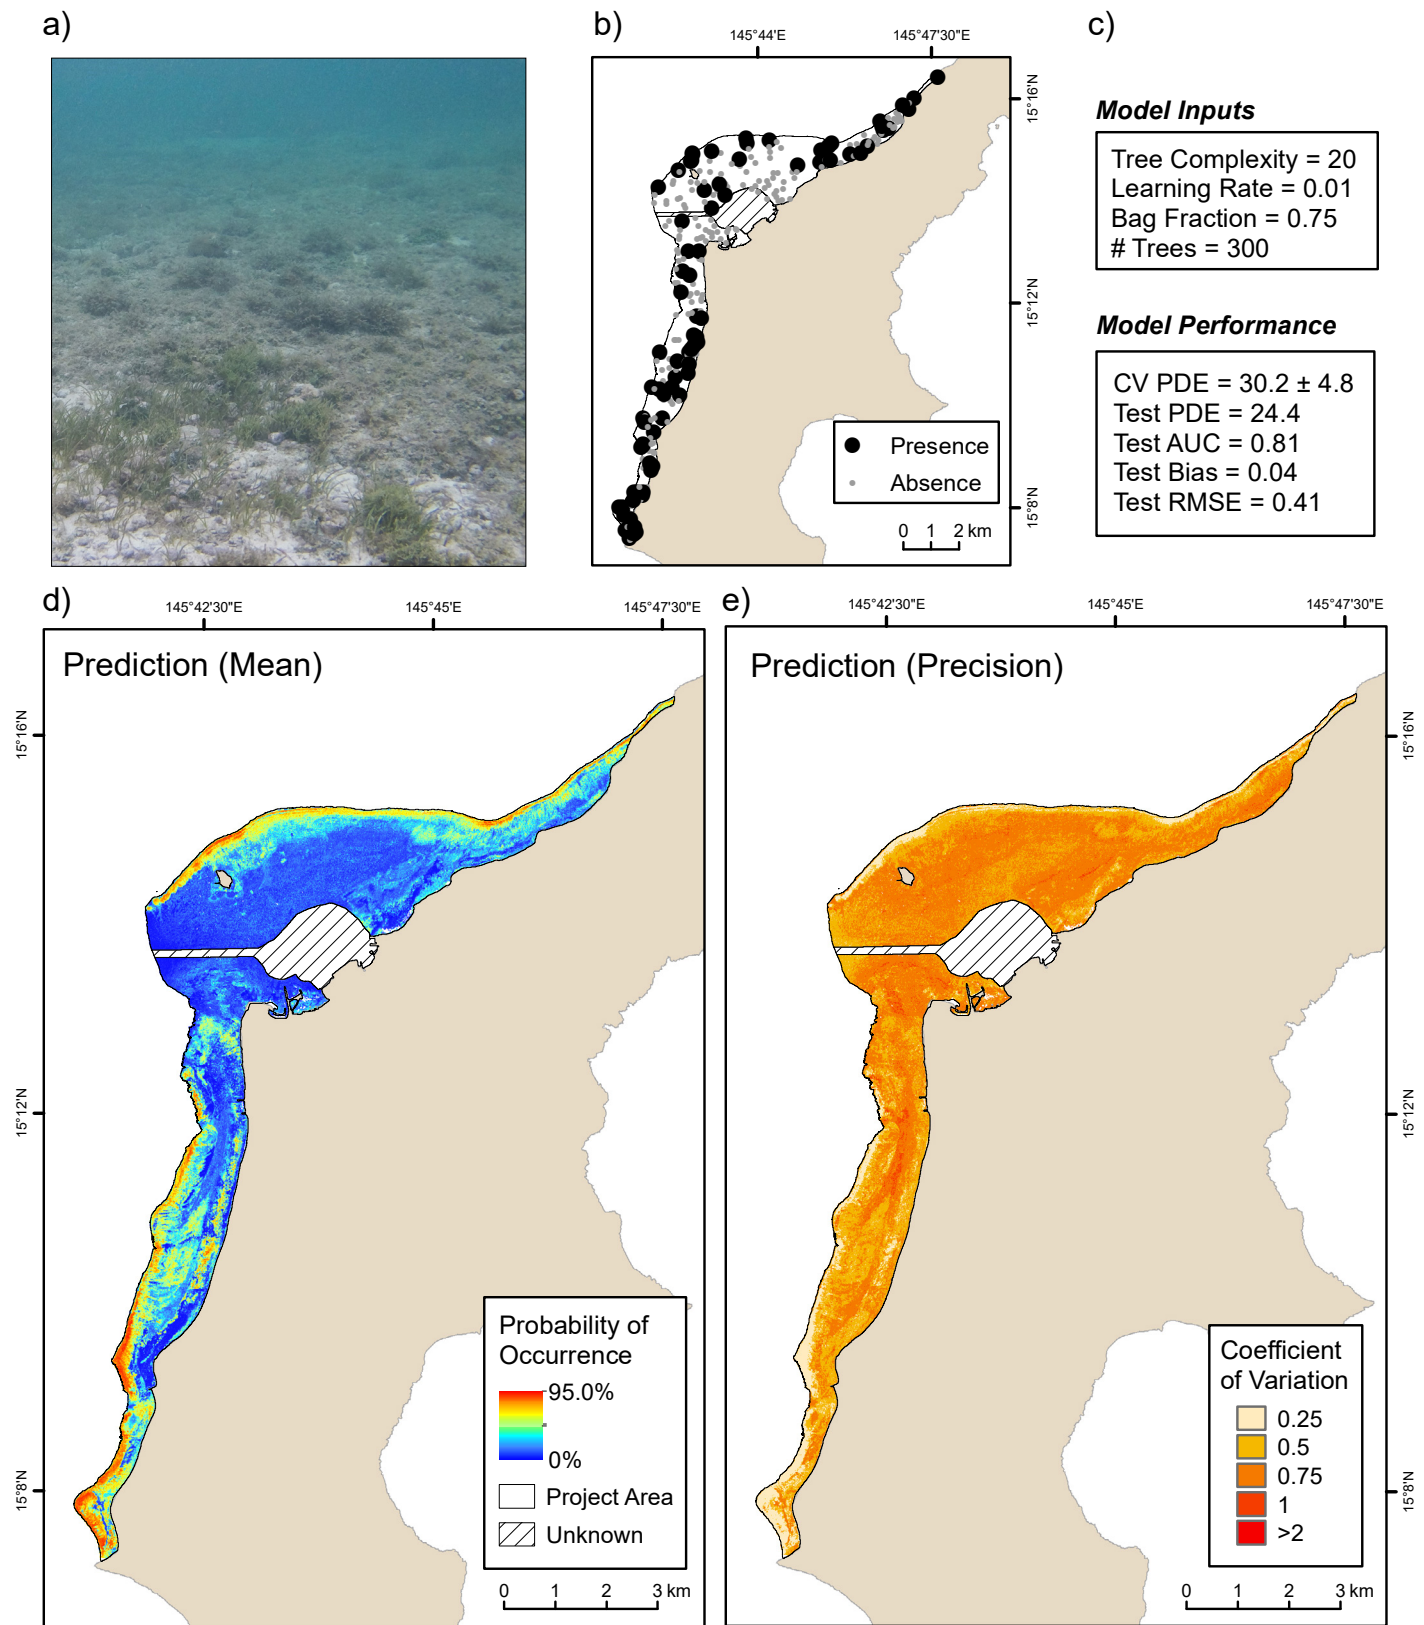 a)
b)
145°44'E
145°47'30"E
15°16'N
15°12'N
15°8'N
Presence
Absence
0 1 2 km
c)
Model Inputs
Tree Complexity = 20
Learning Rate = 0.01
Bag Fraction = 0.75
# Trees = 300
Model Performance
CV PDE = 30.2 ± 4.8
Test PDE = 24.4
Test AUC = 0.81
Test Bias = 0.04
Test RMSE = 0.41
d)
145°42'30"E
145°45'E
145°47'30"E
Prediction (Mean)
15°16'N
15°12'N
15°8'N
Probability of
Occurrence
95.0%
0%
Project Area
Unknown
0 1 2 3 km
e)
145°42'30"E
145°45'E
145°47'30"E
Prediction (Precision)
15°16'N
15°12'N
15°8'N
Coefficient
of Variation
0.25
0.5
0.75
1
>2
0 1 2 3 km